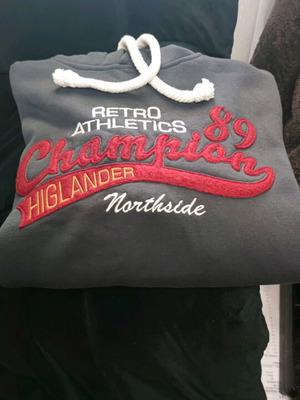 RETRO
ATHLETICS 89
Champion
HIGLANDER
Northside